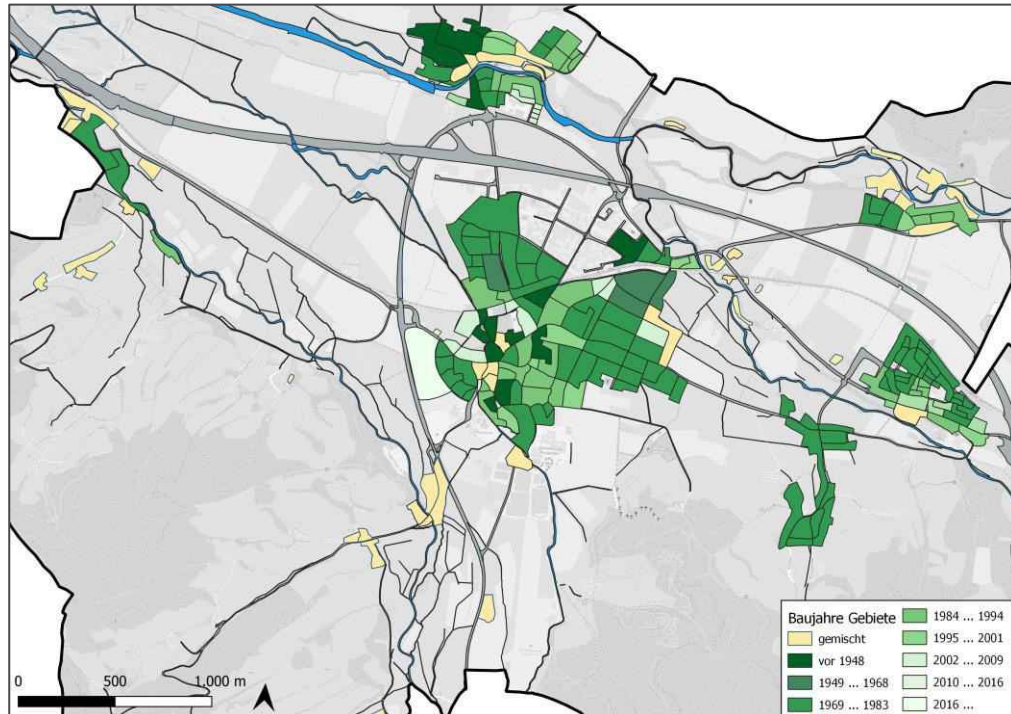 Baujahre Gebiete
gemischt
vor 1948
1949 ... 1968
1969 ... 1983
1984 ... 1994
1995 ... 2001
2002 ... 2009
2010 ... 2016
2016 ...
0 500 1.000 m